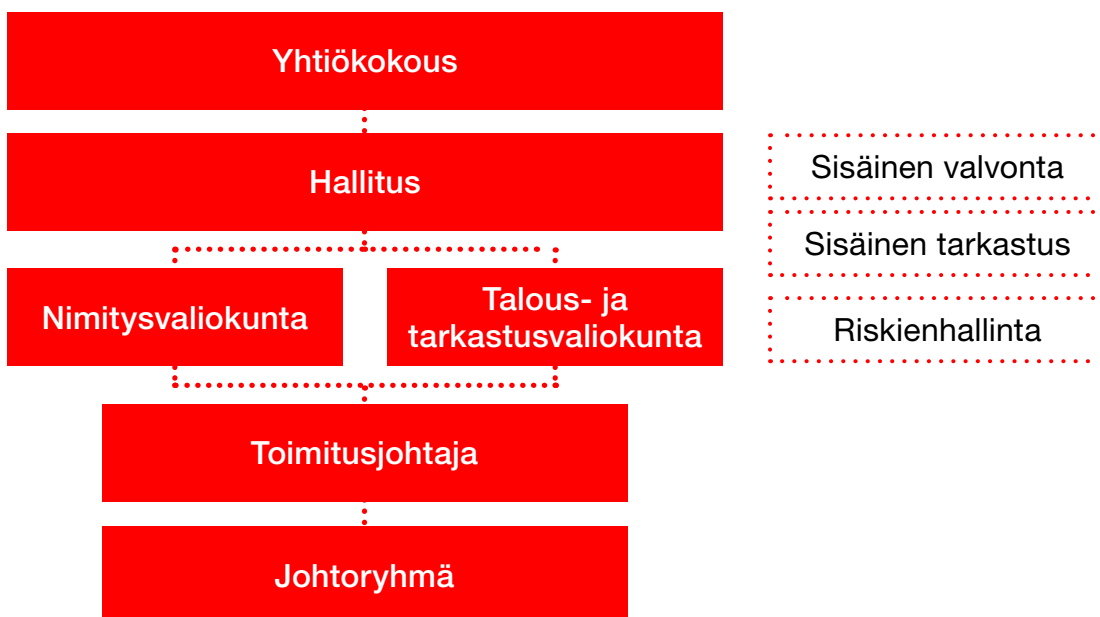 Yhtiökokous
Hallitus
Nimitysvaliokunta
Talous- ja
tarkastusvaliokunta
Toimitusjohtaja
Johtoryhmä
Sisäinen valvonta
Sisäinen tarkastus
Riskienhallinta